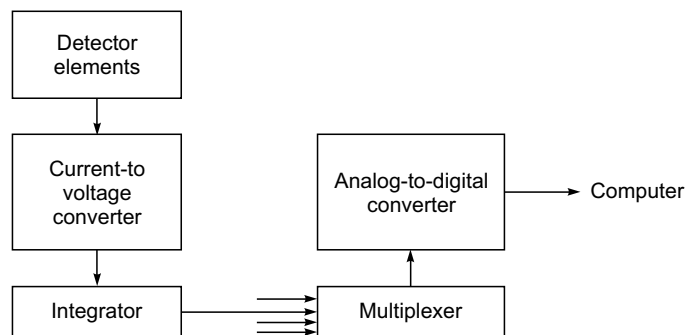 Detector
elements
Current-to
voltage
converter
Integrator
Analog-to-digital
converter
Computer
Multiplexer